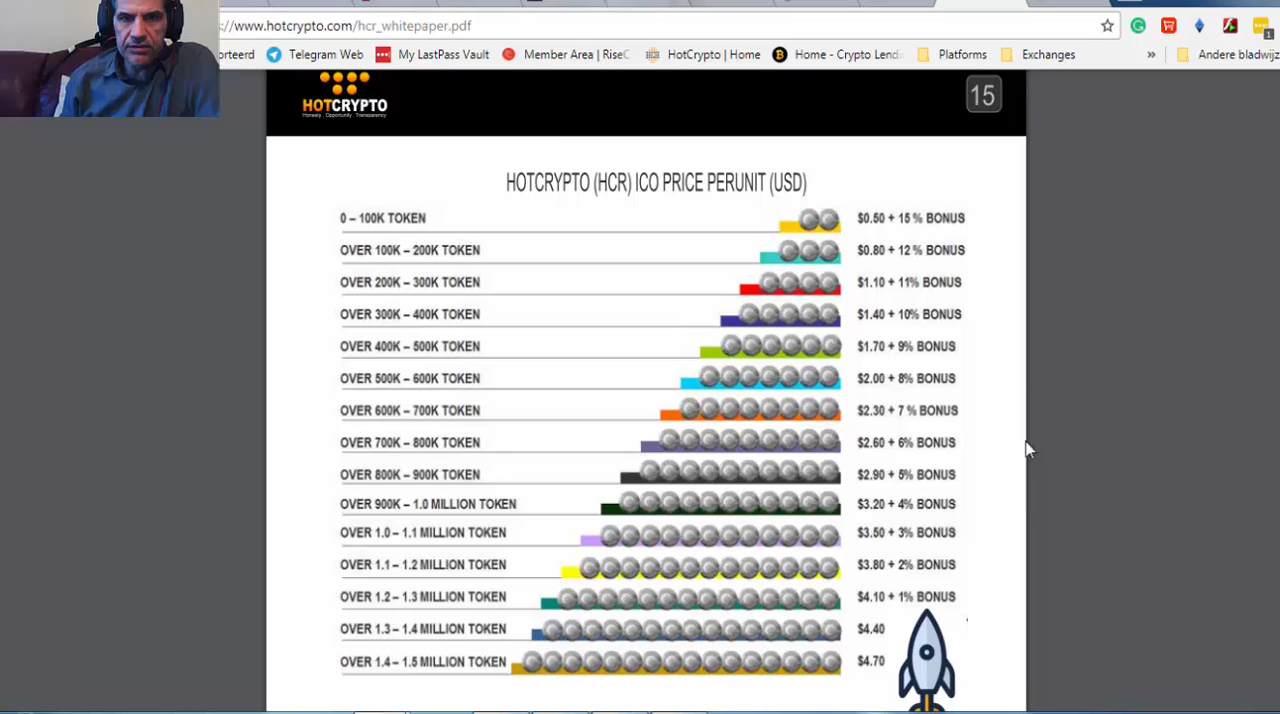 ://www.hotcrypto.com/hcr_whitepaper.pdf
orteerd Telegram Web My LastPass Vault Member Area | RiseC HotCrypto | Home Home - Crypto Lend Platforms Exchanges » Andere bladwijz
1
HOTCRYPTO
Honesty . Opportunity . Transparency
15
HOTCRYPTO (HCR) ICO PRICE PERUNIT (USD)
0 – 100K TOKEN $0.50 + 15 % BONUS
OVER 100K – 200K TOKEN $0.80 + 12 % BONUS
OVER 200K – 300K TOKEN $1.10 + 11% BONUS
OVER 300K – 400K TOKEN $1.40 + 10% BONUS
OVER 400K – 500K TOKEN $1.70 + 9% BONUS
OVER 500K – 600K TOKEN $2.00 + 8% BONUS
OVER 600K – 700K TOKEN $2.30 + 7 % BONUS
OVER 700K – 800K TOKEN $2.60 + 6% BONUS
OVER 800K – 900K TOKEN $2.90 + 5% BONUS
OVER 900K – 1.0 MILLION TOKEN $3.20 + 4% BONUS
OVER 1.0 – 1.1 MILLION TOKEN $3.50 + 3% BONUS
OVER 1.1 – 1.2 MILLION TOKEN $3.80 + 2% BONUS
OVER 1.2 – 1.3 MILLION TOKEN $4.10 + 1% BONUS
OVER 1.3 – 1.4 MILLION TOKEN $4.40
OVER 1.4 – 1.5 MILLION TOKEN $4.70